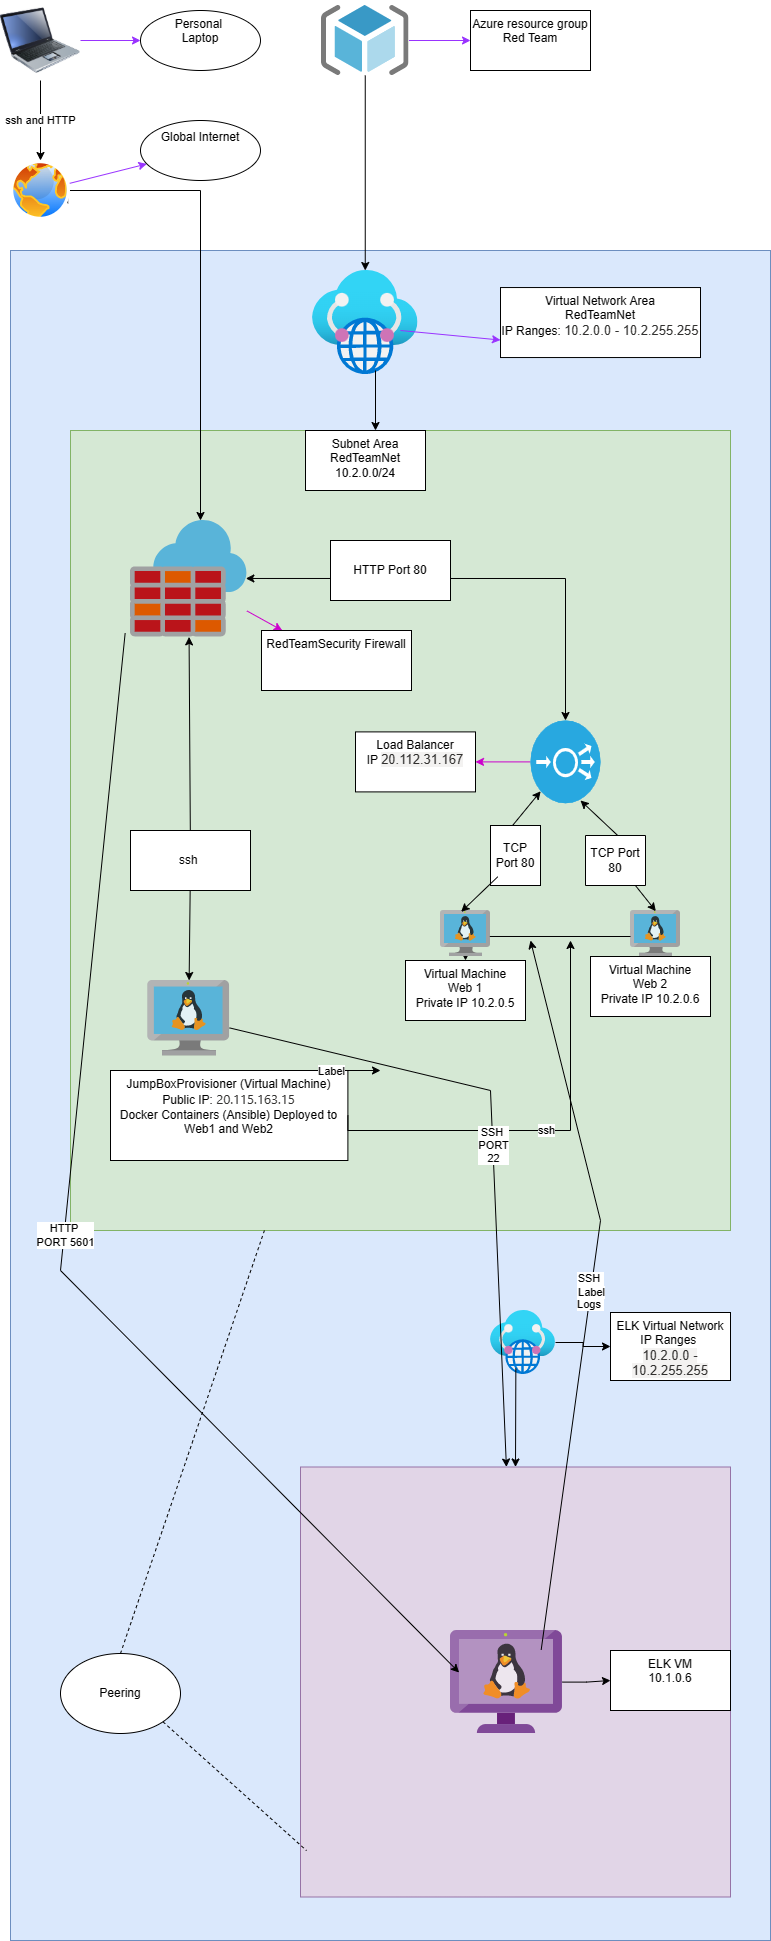 Personal
Laptop
Azure resource group
Red Team
ssh and HTTP
Global Internet
Virtual Network Area
RedTeamNet
IP Ranges: 10.2.0.0 - 10.2.255.255
Subnet Area
RedTeamNet
10.2.0.0/24
HTTP Port 80
RedTeamSecurity Firewall
Load Balancer
IP 20.112.31.167
ssh
TCP
Port 80
TCP Port
80
Virtual Machine
Web 1
Private IP 10.2.0.5
Virtual Machine
Web 2
Private IP 10.2.0.6
Label
JumpBoxProvisioner (Virtual Machine)
Public IP: 20.115.163.15
Docker Containers (Ansible) Deployed to
Web1 and Web2
SSH
PORT
22
ssh
HTTP
PORT 5601
SSH
Label
Logs
ELK Virtual Network
IP Ranges
10.2.0.0 -
10.2.255.255
ELK VM
10.1.0.6
Peering